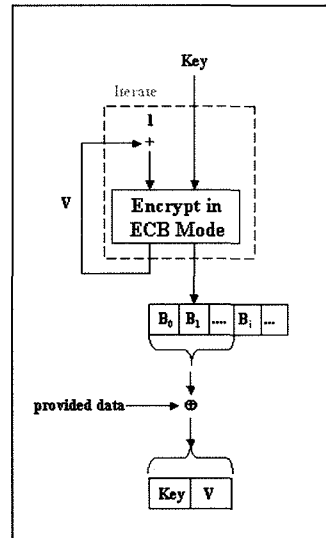 Key
Iterate
1
+
V
Encrypt in
ECB Mode
B0 B1 .... Bi ...
provided data ⊕
Key V